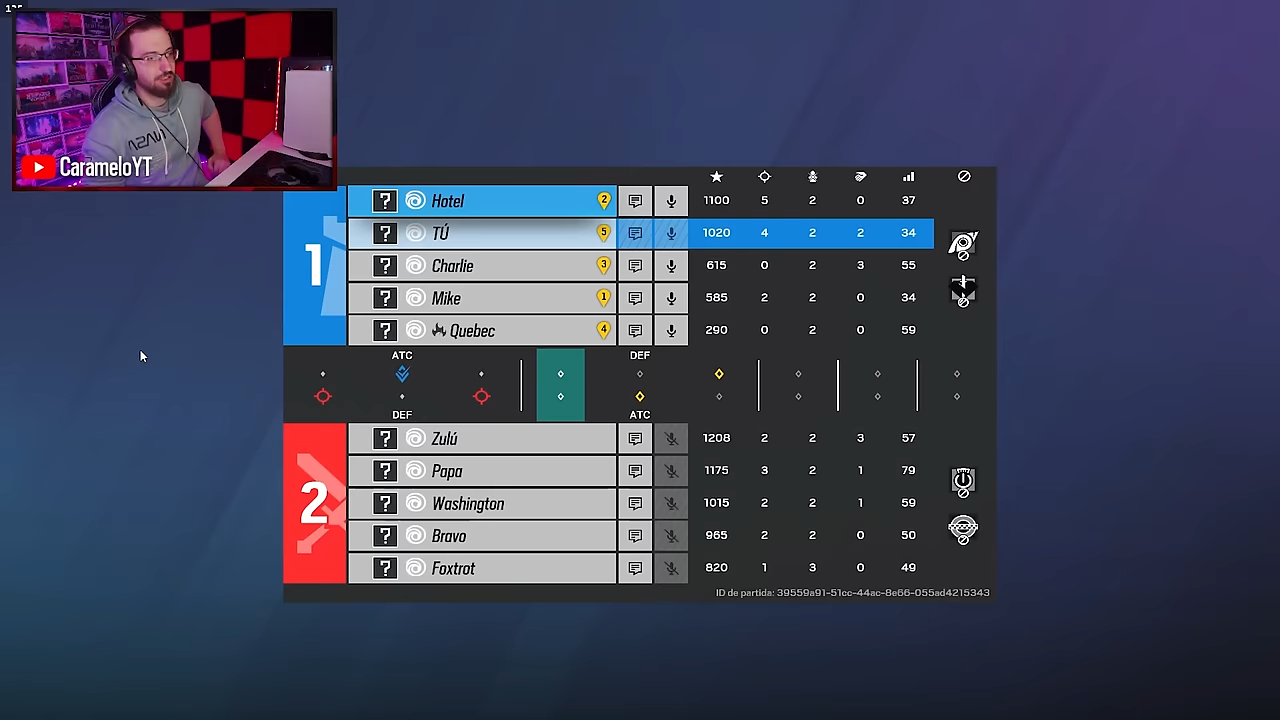 CarameloYT
1
? Hotel 2 1100 5 2 0 37
? TÚ 5 1020 4 2 2 34
? Charlie 3 615 0 2 3 55
? Mike 1 585 2 2 0 34
? Quebec 4 290 0 2 0 59
ATC DEF
DEF ATC
2
? Zulú 1208 2 2 3 57
? Papa 1175 3 2 1 79
? Washington 1015 2 2 1 59
? Bravo 965 2 2 0 50
? Foxtrot 820 1 3 0 49
ID de partida: 39559a91-51cc-44ac-8e66-055ad4215343